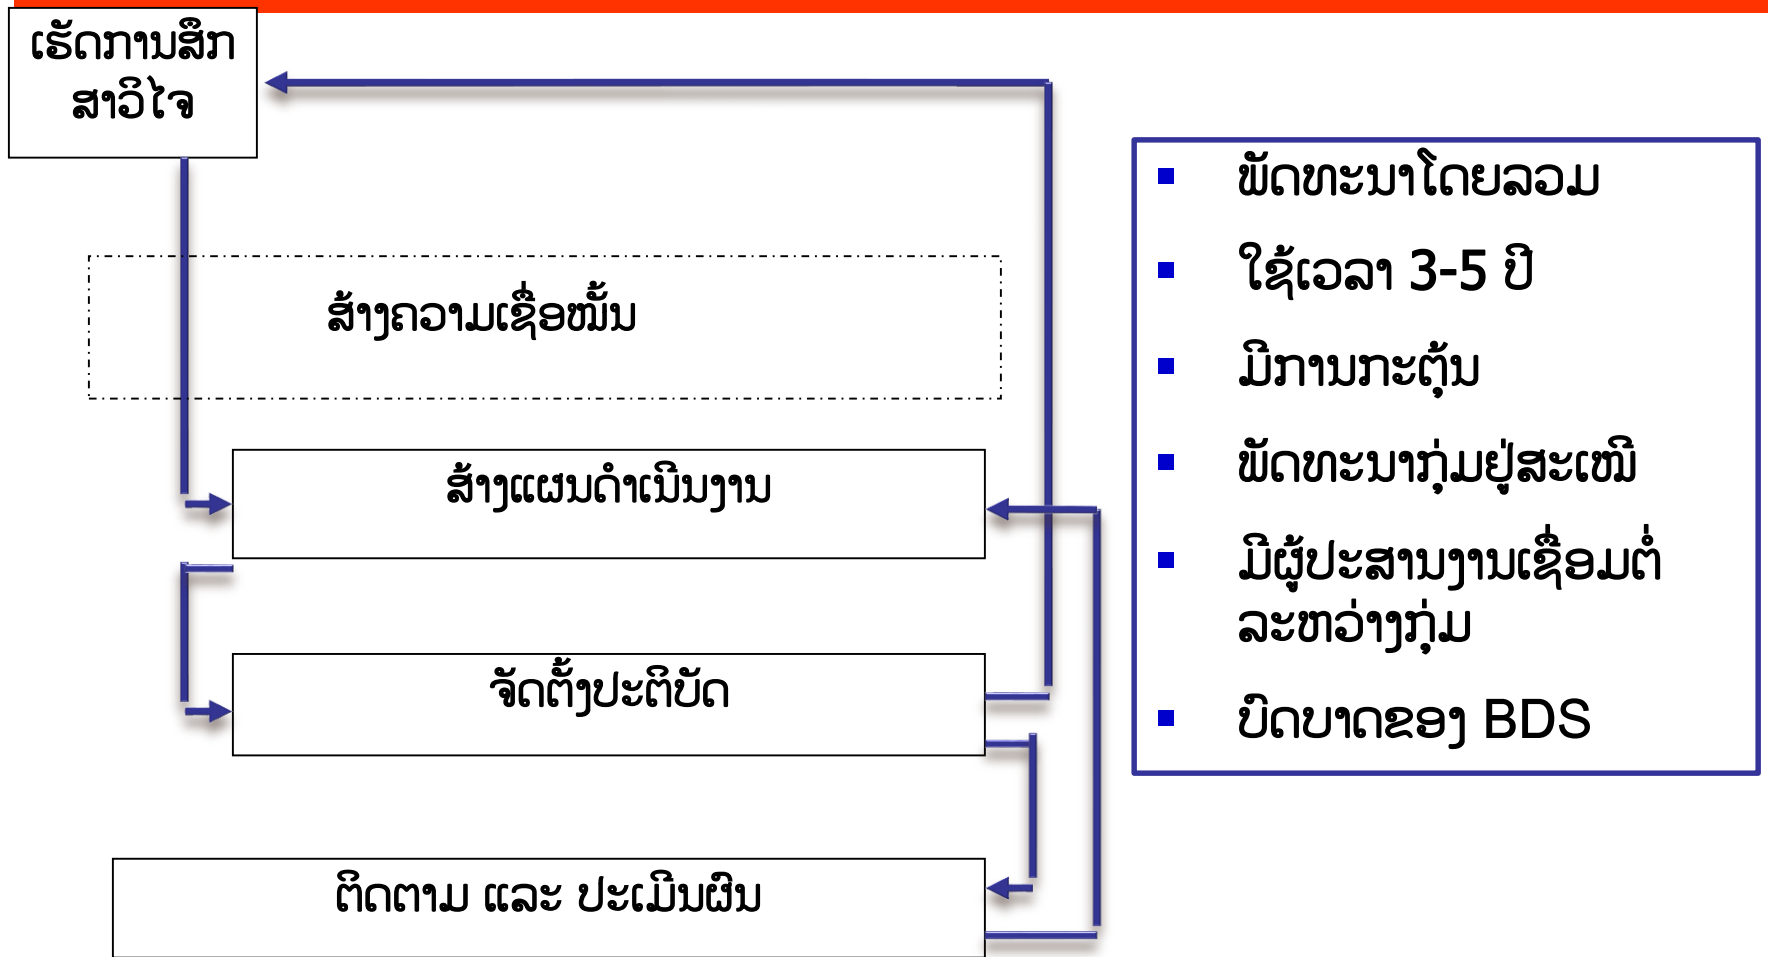 ເຮັດການສຶກ
ສາວິໄຈ
ສ້າງຄວາມເຊື່ອໝັ້ນ
ສ້າງແຜນດຳເນີນງານ
ຈັດຕັ້ງປະຕິບັດ
ຕິດຕາມ ແລະ ປະເມີນຜົນ
ພັດທະນາໂດຍລວມ
ໃຊ້ເວລາ 3-5 ປີ
ມີການກະຕຸ້ນ
ພັດທະນາກຸ່ມຢູ່ສະເໝີ
ມີຜູ້ປະສານງານເຊື່ອມຕໍ່
ລະຫວ່າງກຸ່ມ
ບົດບາດຂອງ BDS